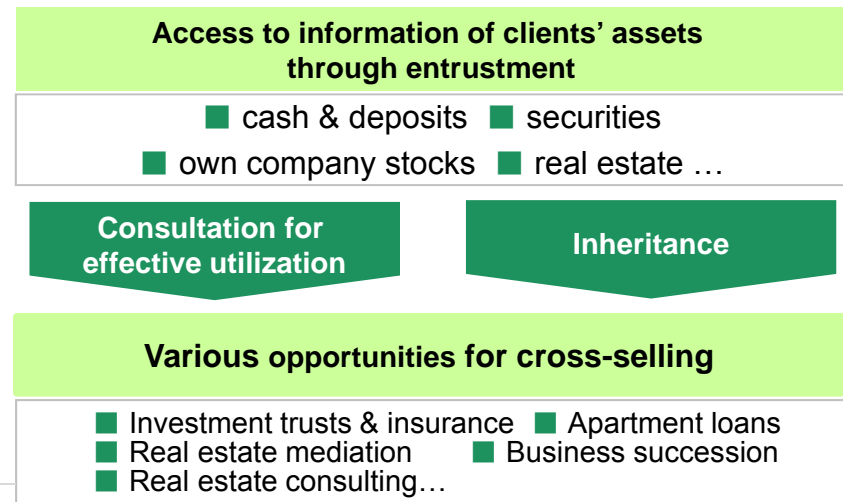 Access to information of clients’ assets
through entrustment
■ cash & deposits ■ securities
■ own company stocks ■ real estate …
Consultation for
effective utilization
Inheritance
Various opportunities for cross-selling
■ Investment trusts & insurance ■ Apartment loans
■ Real estate mediation ■ Business succession
■ Real estate consulting…